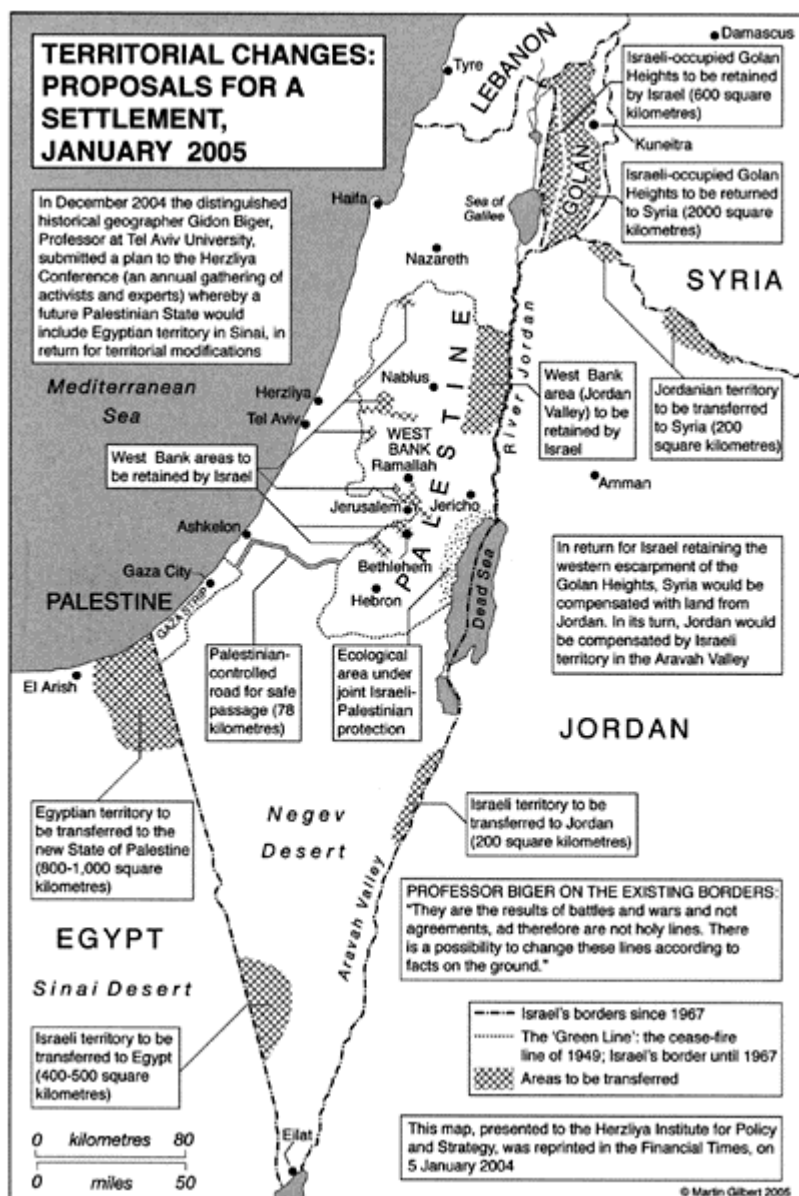 TERRITORIAL CHANGES:
PROPOSALS FOR A
SETTLEMENT,
JANUARY 2005
In December 2004 the distinguished
historical geographer Gidon Biger,
Professor at Tel Aviv University,
submitted a plan to the Herzliya
Conference (an annual gathering of
activists and experts) whereby a
future Palestinian State would
include Egyptian territory in Sinai, in
return for territorial modifications
Damascus
Tyre
LEBANON
Israeli-occupied Golan
Heights to be retained
by Israel (600 square
kilometres)
Kuneitra
GOLAN
Israeli-occupied Golan
Heights to be returned
to Syria (2000 square
kilometres)
Haifa
Sea of
Galilee
Nazareth
SYRIA
Mediterranean
Sea
Herzliya
Tel Aviv
Nablus
WEST
BANK
Ramallah
PALESTINE
River Jordan
West Bank
area (Jordan
Valley) to be
retained by
Israel
Jordanian territory
to be transferred
to Syria (200
square kilometres)
West Bank areas to
be retained by Israel
Jerusalem
Jericho
Amman
Ashkelon
Bethlehem
Hebron
Dead Sea
Gaza City
GAZA STRIP
PALESTINE
In return for Israel retaining the
western escarpment of the
Golan Heights, Syria would be
compensated with land from
Jordan. In its turn, Jordan would
be compensated by Israeli
territory in the Aravah Valley
El Arish
Palestinian-
controlled
road for safe
passage (78
kilometres)
Ecological
area under
joint Israeli-
Palestinian
protection
JORDAN
Egyptian territory to
be transferred to the
new State of Palestine
(800-1,000 square
kilometres)
Negev
Desert
Israeli territory to be
transferred to Jordan
(200 square kilometres)
Aravah Valley
EGYPT
Sinai Desert
PROFESSOR BIGER ON THE EXISTING BORDERS:
"They are the results of battles and wars and not
agreements, ad therefore are not holy lines. There
is a possibility to change these lines according to
facts on the ground."
Israeli territory to be
transferred to Egypt
(400-500 square
kilometres)
Israel's borders since 1967
The 'Green Line': the cease-fire
line of 1949; Israel's border until 1967
Areas to be transferred
0 kilometres 80
0 miles 50
Eilat
This map, presented to the Herzliya Institute for Policy
and Strategy, was reprinted in the Financial Times, on
5 January 2004
© Martin Gilbert 2005